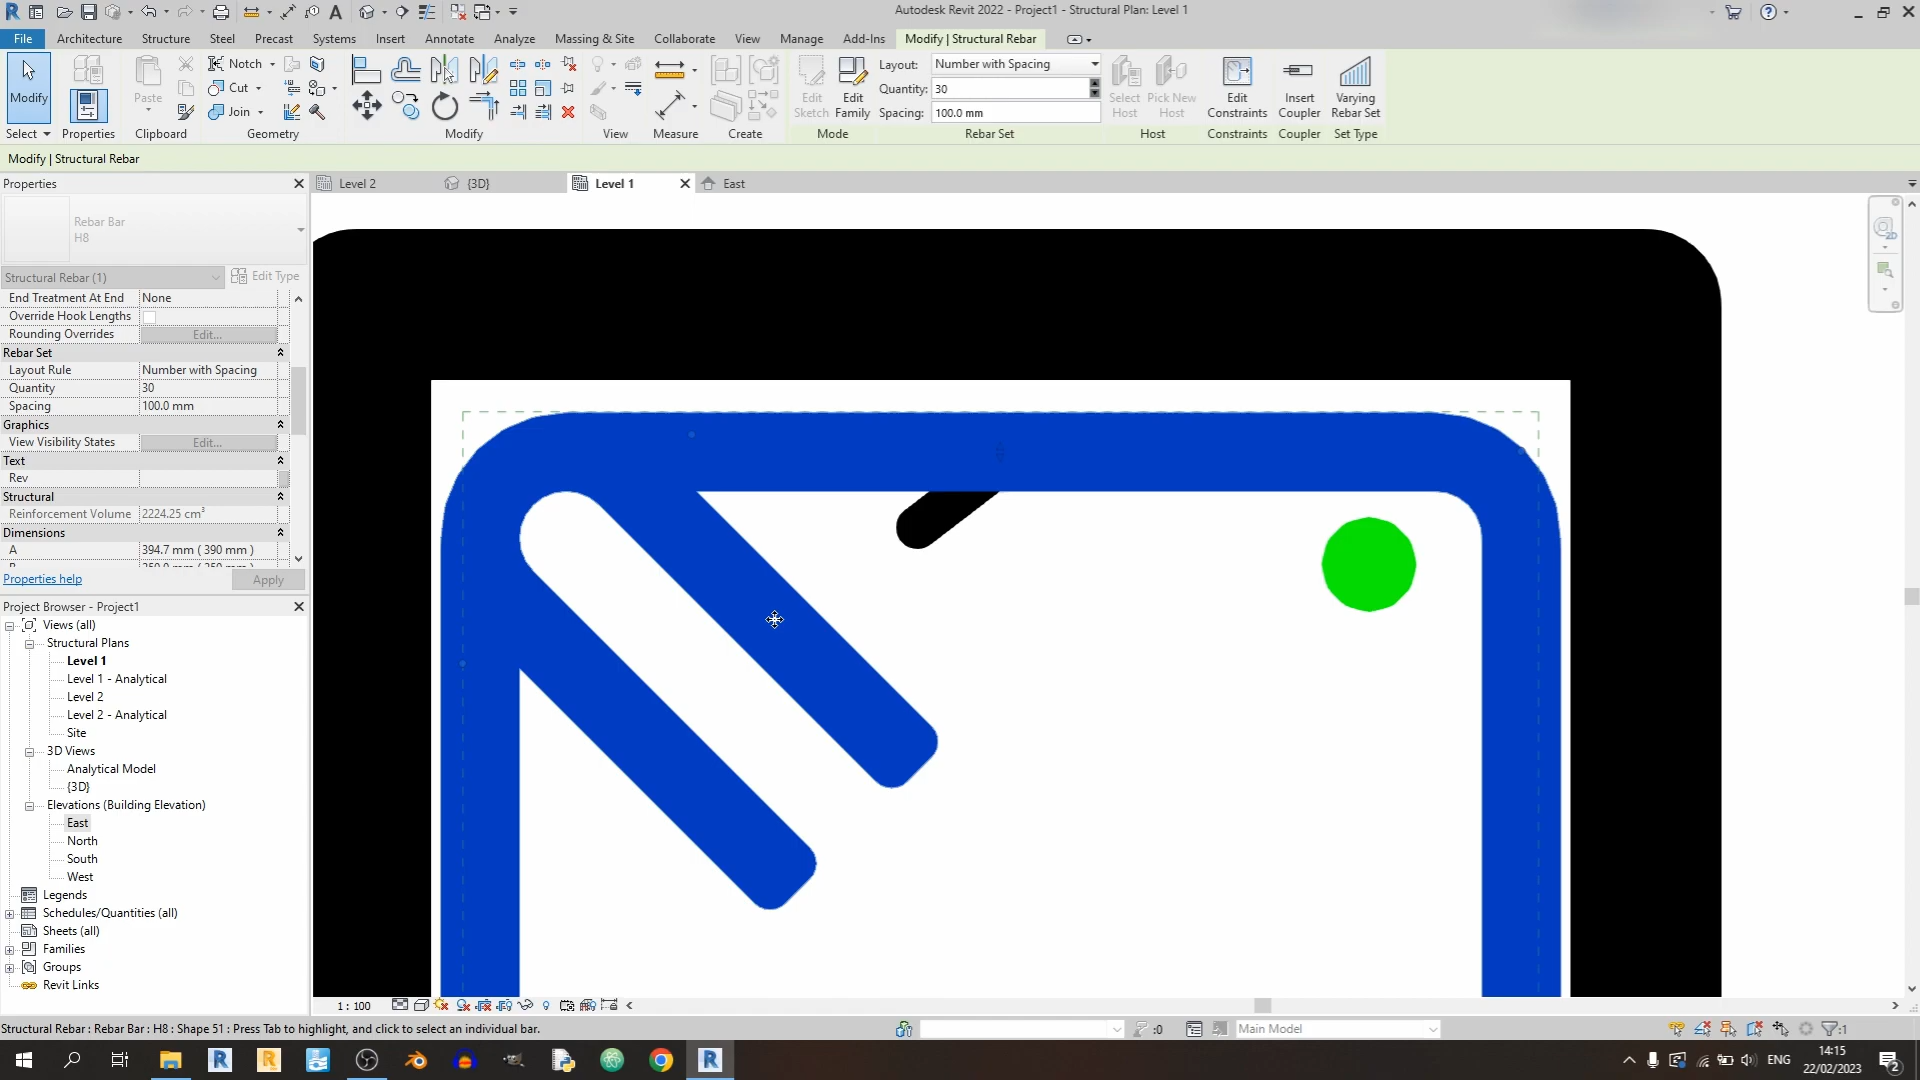 Autodesk Revit 2022 - Project1 - Structural Plan: Level 1
File Architecture Structure Steel Precast Systems Insert Annotate Analyze Massing & Site Collaborate View Manage Add-Ins Modify | Structural Rebar
Modify
Select
Properties
Paste
Clipboard
Notch
Cut
Join
Geometry
Modify
View
Measure
Create
Edit Sketch
Edit Family
Mode
Layout: Number with Spacing
Quantity: 30
Spacing: 100.0 mm
Rebar Set
Select Host
Pick New Host
Host
Edit Constraints
Constraints
Insert Coupler
Coupler
Varying Rebar Set
Set Type
Modify | Structural Rebar
Properties
Rebar Bar
H8
Structural Rebar (1)
Edit Type
End Treatment At End None
Override Hook Lengths
Rounding Overrides Edit...
Rebar Set
Layout Rule Number with Spacing
Quantity 30
Spacing 100.0 mm
Graphics
View Visibility States Edit...
Text
Rev
Structural
Reinforcement Volume 2224.25 cm³
Dimensions
A 394.7 mm ( 390 mm )
Properties help
Apply
Project Browser - Project1
Views (all)
Structural Plans
Level 1
Level 1 - Analytical
Level 2
Level 2 - Analytical
Site
3D Views
Analytical Model
{3D}
Elevations (Building Elevation)
East
North
South
West
Legends
Schedules/Quantities (all)
Sheets (all)
Families
Groups
Revit Links
Level 2
{3D}
Level 1
East
2D
1 : 100
Structural Rebar : Rebar Bar : H8 : Shape 51 : Press Tab to highlight, and click to select an individual bar.
:0
Main Model
:1
ENG
14:15
22/02/2023
2